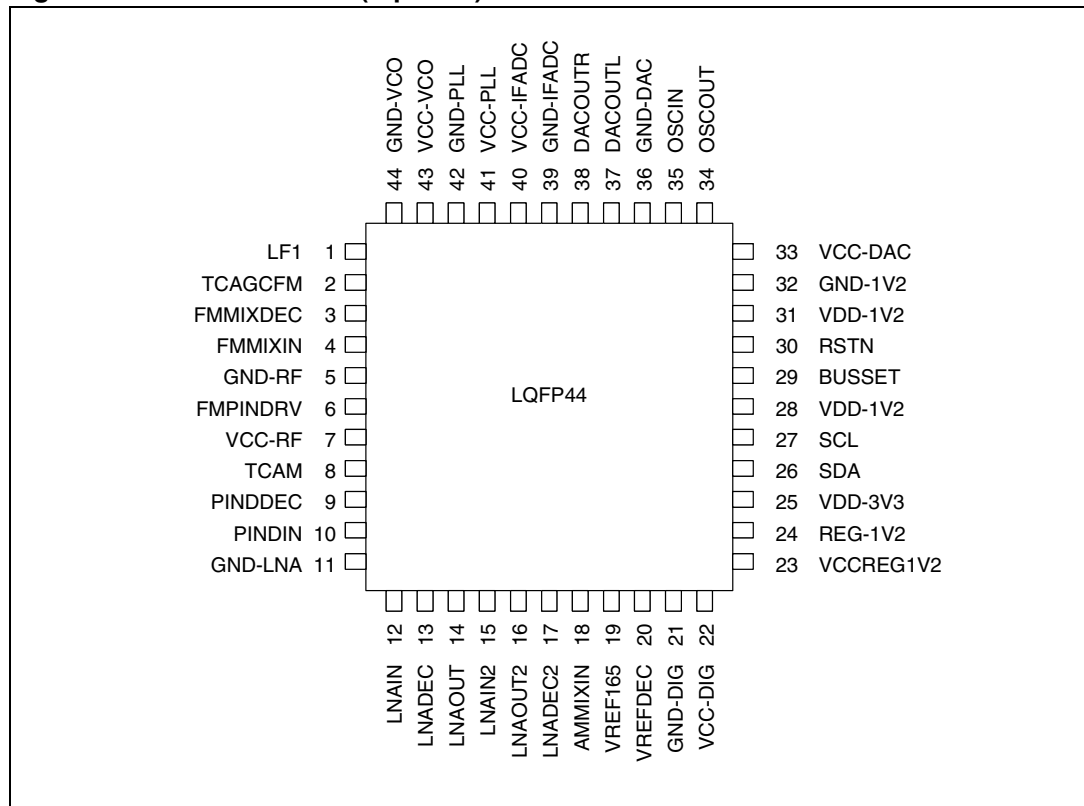 44 GND-VCO
43 VCC-VCO
42 GND-PLL
41 VCC-PLL
40 VCC-IFADC
39 GND-IFADC
38 DACOUTR
37 DACOUTL
36 GND-DAC
35 OSCIN
34 OSCOUT
LF1 1
TCAGCFM 2
FMMIXDEC 3
FMMIXIN 4
GND-RF 5
FMPINDRV 6
VCC-RF 7
TCAM 8
PINDDEC 9
PINDIN 10
GND-LNA 11
LQFP44
33 VCC-DAC
32 GND-1V2
31 VDD-1V2
30 RSTN
29 BUSSET
28 VDD-1V2
27 SCL
26 SDA
25 VDD-3V3
24 REG-1V2
23 VCCREG1V2
LNAIN 12
LNADEC 13
LNAOUT 14
LNAIN2 15
LNAOUT2 16
LNADEC2 17
AMMIXIN 18
VREF165 19
VREFDEC 20
GND-DIG 21
VCC-DIG 22